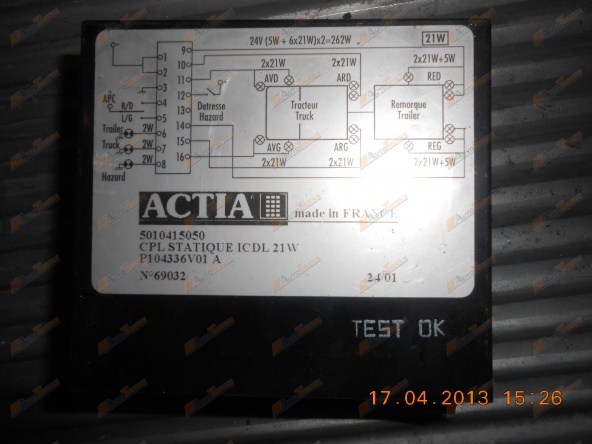 24V (5W + 6x21W)x2=262W
21W
1 9
2 10
3 11
4 12
5 13
6 14
7 15
8 16
2x21W 2x21W 2x21W+5W
AVD ARD RED
APC
R/D
L/G
Détresse
Hazard
Tracteur
Truck
Remorque
Trailer
Trailer 2W
Truck 2W
2W
Hazard
AVG ARG REG
2x21W 2x21W 2x21W+5W
ACTIA
made in FRANCE
5010415050
CPL STATIQUE ICDL 21W
P104336V01 A
N°69032 24/01
TEST OK
17.04.2013 15:26